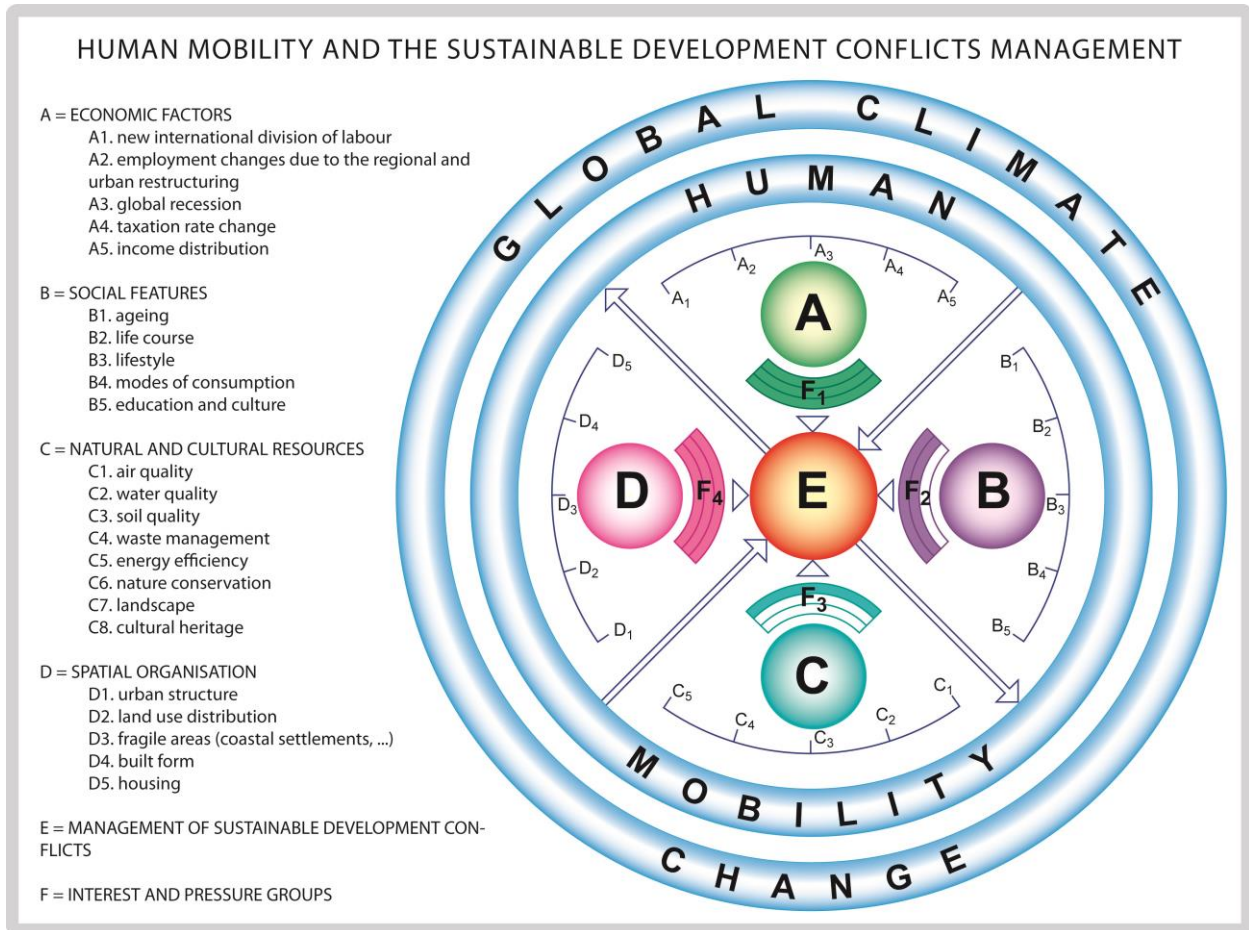 HUMAN MOBILITY AND THE SUSTAINABLE DEVELOPMENT CONFLICTS MANAGEMENT
A = ECONOMIC FACTORS
A1. new international division of labour
A2. employment changes due to the regional and
urban restructuring
A3. global recession
A4. taxation rate change
A5. income distribution
B = SOCIAL FEATURES
B1. ageing
B2. life course
B3. lifestyle
B4. modes of consumption
B5. education and culture
C = NATURAL AND CULTURAL RESOURCES
C1. air quality
C2. water quality
C3. soil quality
C4. waste management
C5. energy efficiency
C6. nature conservation
C7. landscape
C8. cultural heritage
D = SPATIAL ORGANISATION
D1. urban structure
D2. land use distribution
D3. fragile areas (coastal settlements, ...)
D4. built form
D5. housing
E = MANAGEMENT OF SUSTAINABLE DEVELOPMENT CON-
FLICTS
F = INTEREST AND PRESSURE GROUPS
GLOBAL CLIMATE
HUMAN
A1
A2
A3
A4
A5
A
F1
D5
D4
D3
D2
D1
D
F4
E
F2
B
B1
B2
B3
B4
B5
F3
C
C5
C4
C3
C2
C1
MOBILITY
CHANGE